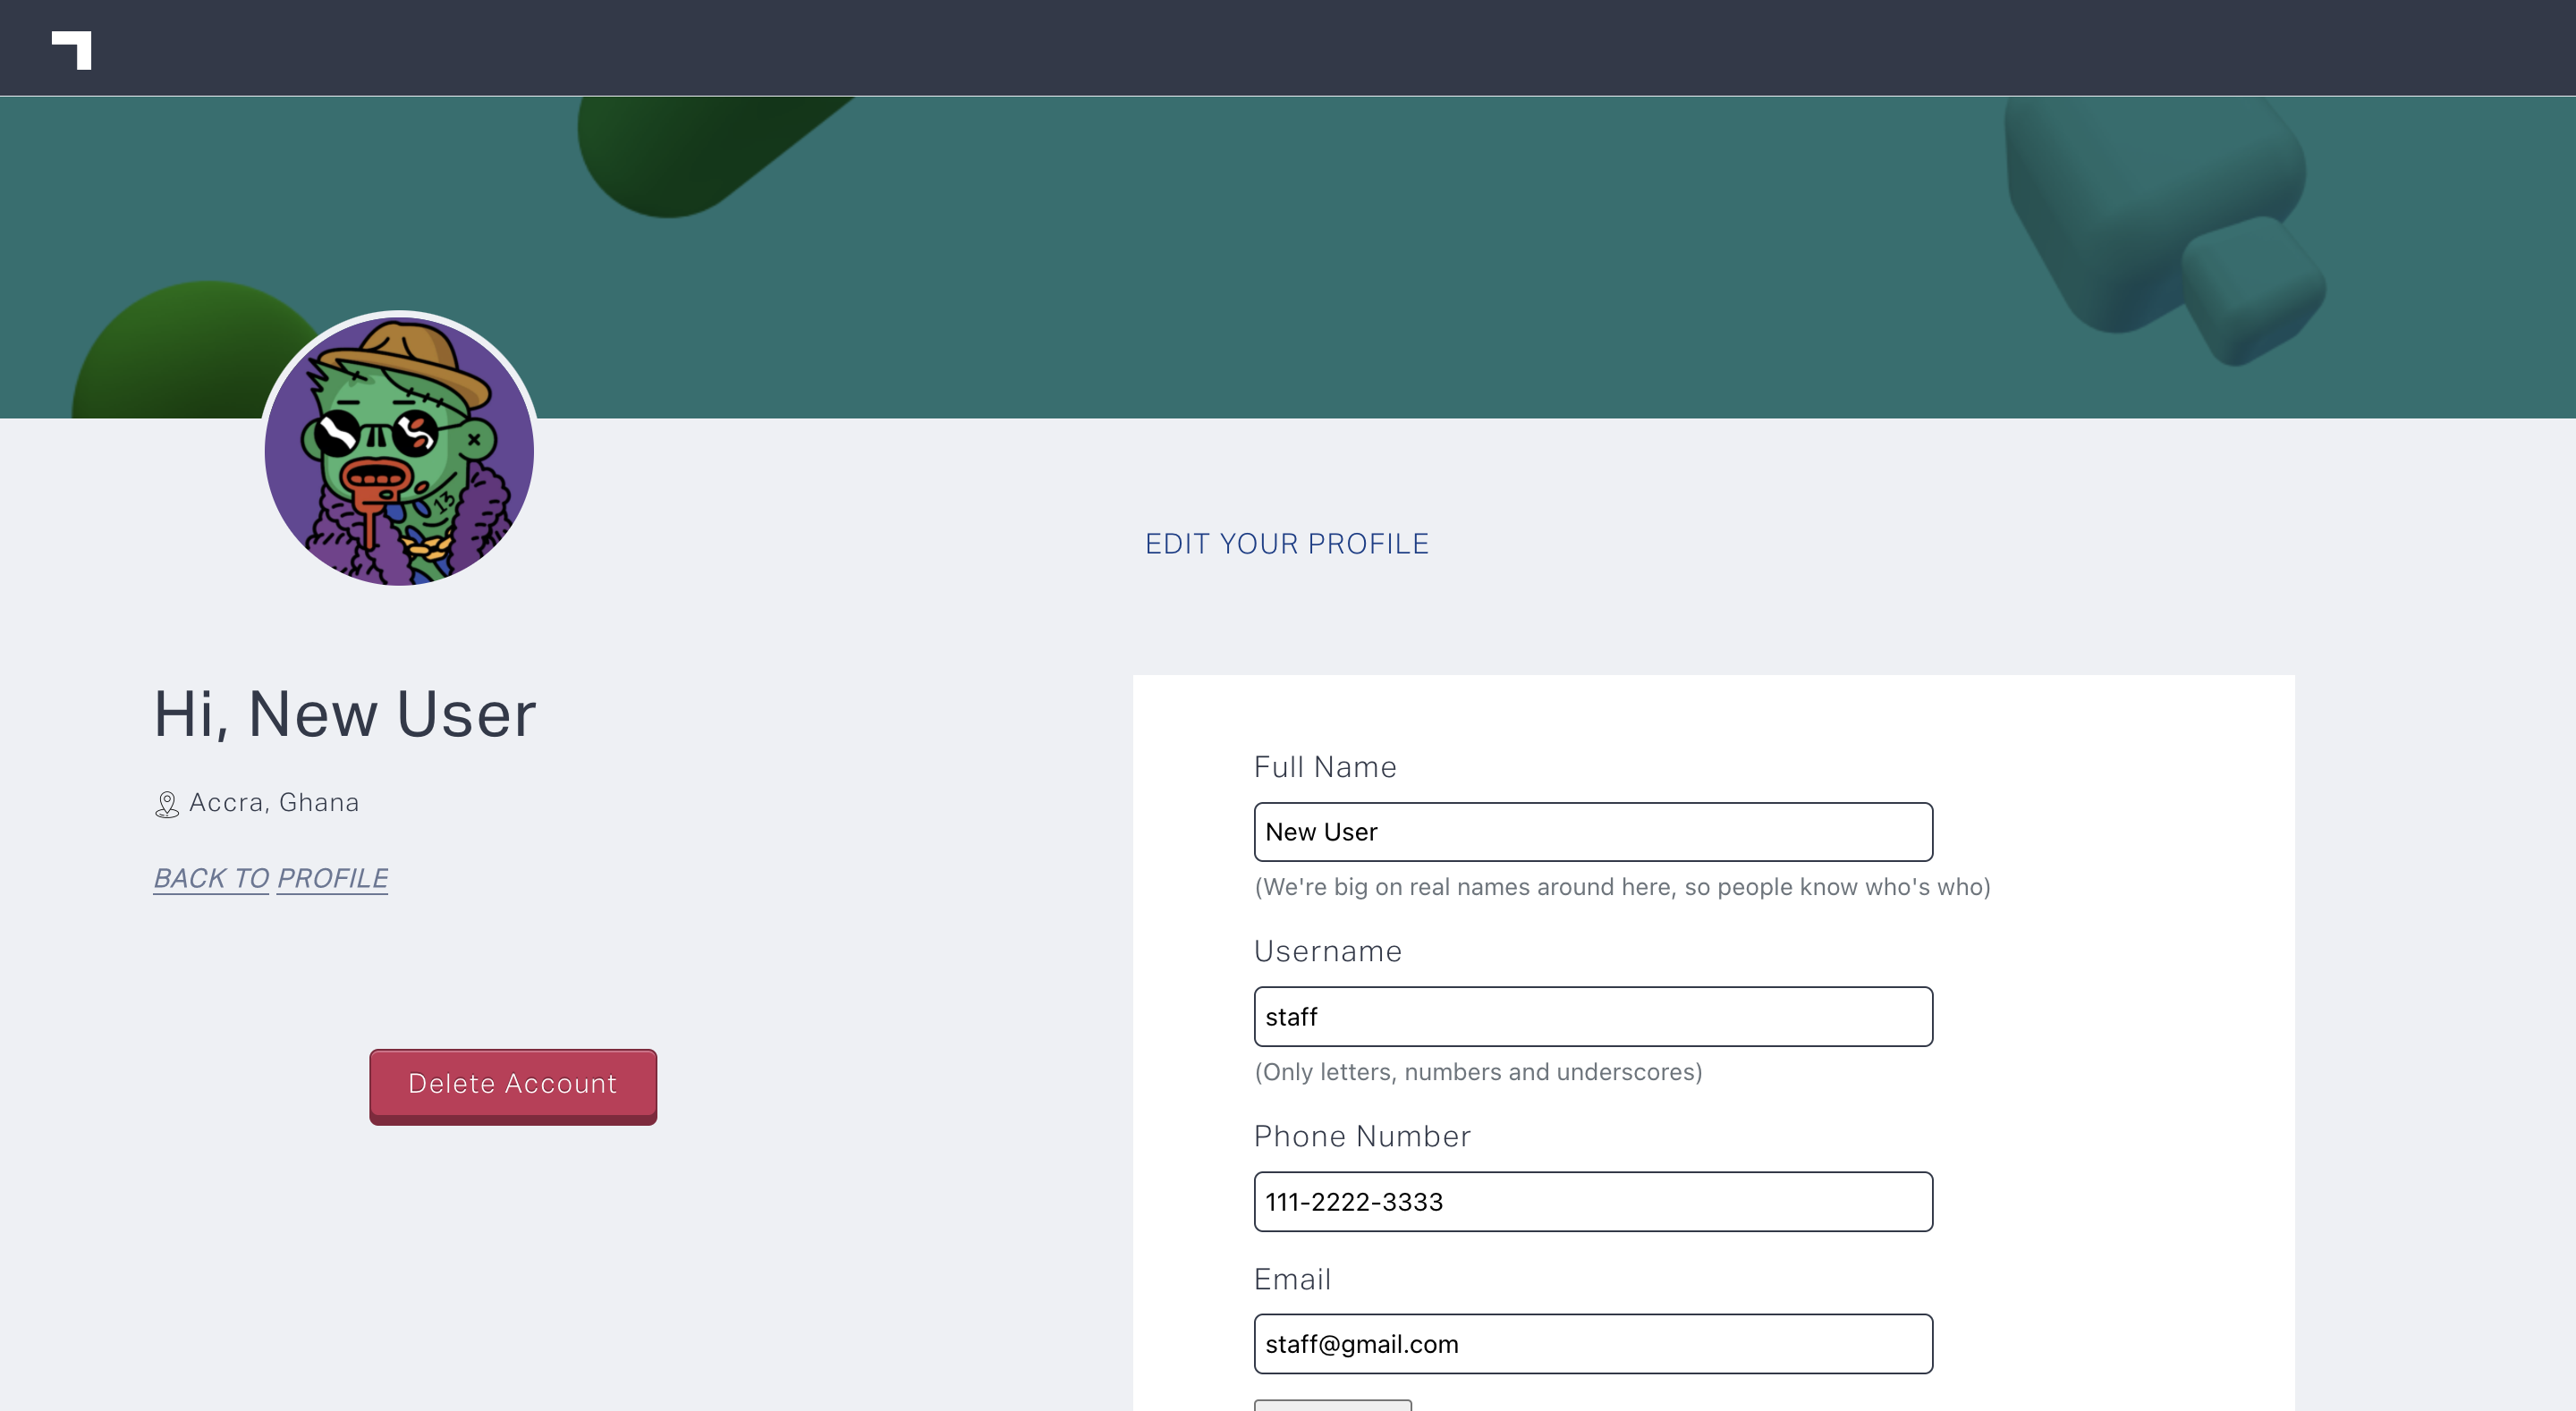 EDIT YOUR PROFILE
Hi, New User
Accra, Ghana
BACK TO PROFILE
Delete Account
Full Name
New User
(We're big on real names around here, so people know who's who)
Username
staff
(Only letters, numbers and underscores)
Phone Number
111-2222-3333
Email
staff@gmail.com
13